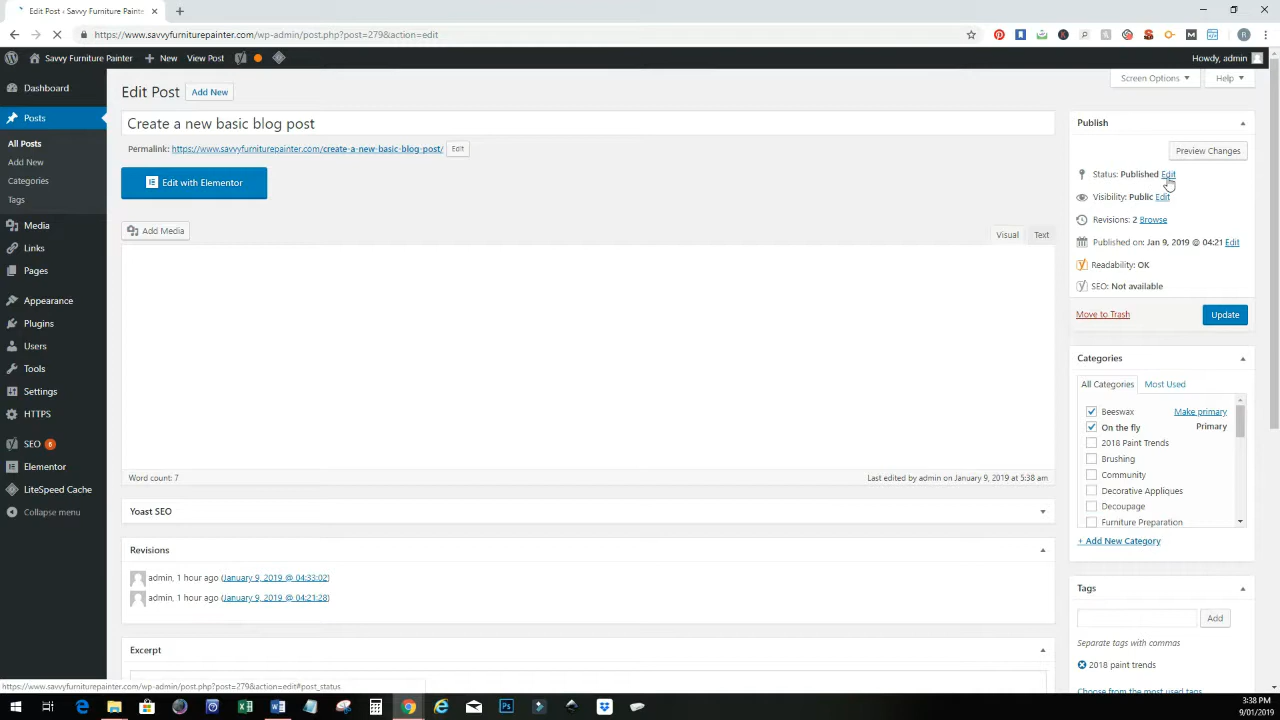 Edit Post ‹ Savvy Furniture Painter
https://www.savvyfurniturepainter.com/wp-admin/post.php?post=279&action=edit
Savvy Furniture Painter
New
View Post
Howdy, admin
Screen Options
Help
Dashboard
Posts
All Posts
Add New
Categories
Tags
Media
Links
Pages
Appearance
Plugins
Users
Tools
Settings
HTTPS
SEO 6
Elementor
LiteSpeed Cache
Collapse menu
Edit Post
Add New
Create a new basic blog post
Permalink: https://www.savvyfurniturepainter.com/create-a-new-basic-blog-post/ Edit
Edit with Elementor
Add Media
Visual
Text
Word count: 7
Last edited by admin on January 9, 2019 at 5:38 am
Yoast SEO
Revisions
admin, 1 hour ago (January 9, 2019 @ 04:33:02)
admin, 1 hour ago (January 9, 2019 @ 04:21:28)
Excerpt
Publish
Preview Changes
Status: Published Edit
Visibility: Public Edit
Revisions: 2 Browse
Published on: Jan 9, 2019 @ 04:21 Edit
Readability: OK
SEO: Not available
Move to Trash
Update
Categories
All Categories
Most Used
Beeswax Make primary
On the fly Primary
2018 Paint Trends
Brushing
Community
Decorative Appliques
Decoupage
Furniture Preparation
+ Add New Category
Tags
Add
Separate tags with commas
2018 paint trends
Choose from the most used tags
https://www.savvyfurniturepainter.com/wp-admin/post.php?post=279&action=edit#post_status
3:38 PM
9/01/2019